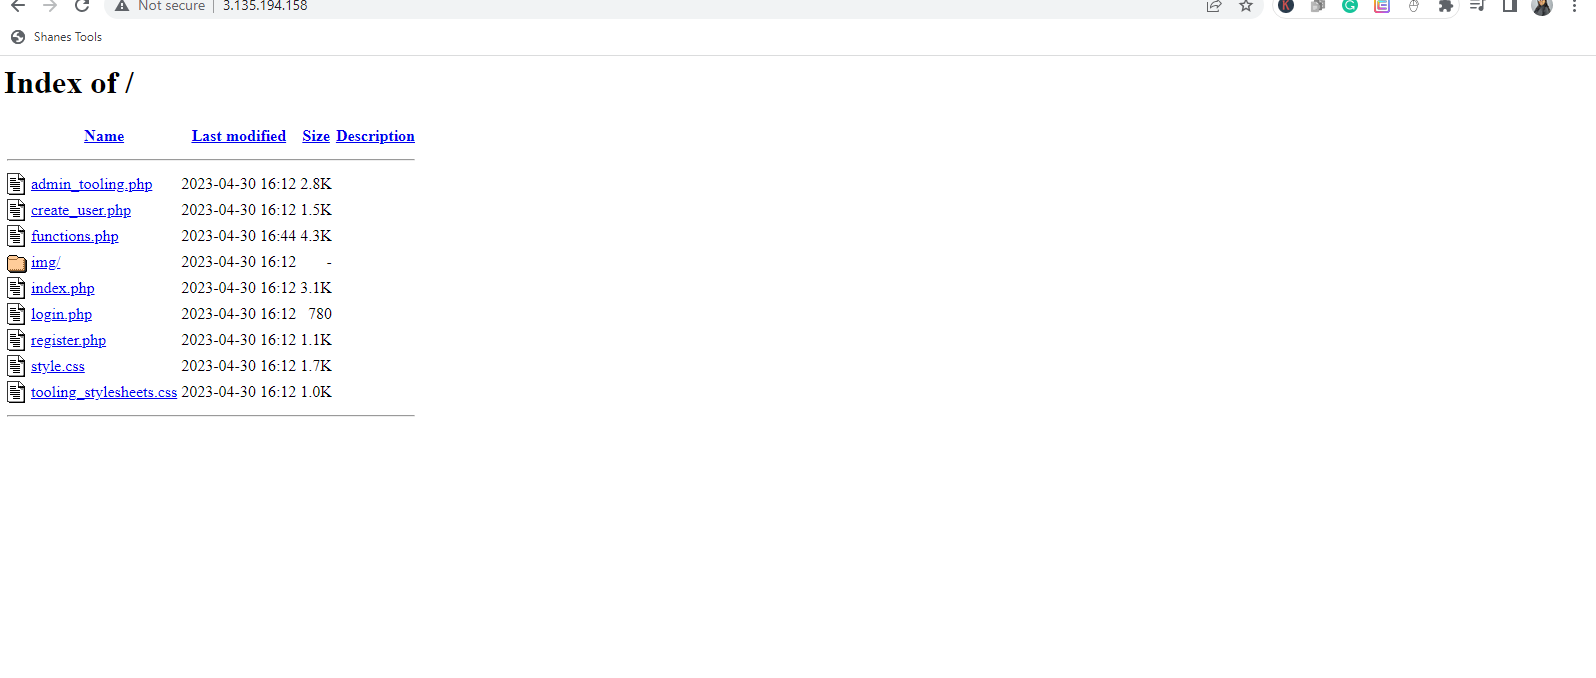 Not secure | 3.135.194.158
Shanes Tools
Index of /
Name Last modified Size Description
admin_tooling.php 2023-04-30 16:12 2.8K
create_user.php 2023-04-30 16:12 1.5K
functions.php 2023-04-30 16:44 4.3K
img/ 2023-04-30 16:12 -
index.php 2023-04-30 16:12 3.1K
login.php 2023-04-30 16:12 780
register.php 2023-04-30 16:12 1.1K
style.css 2023-04-30 16:12 1.7K
tooling_stylesheets.css 2023-04-30 16:12 1.0K